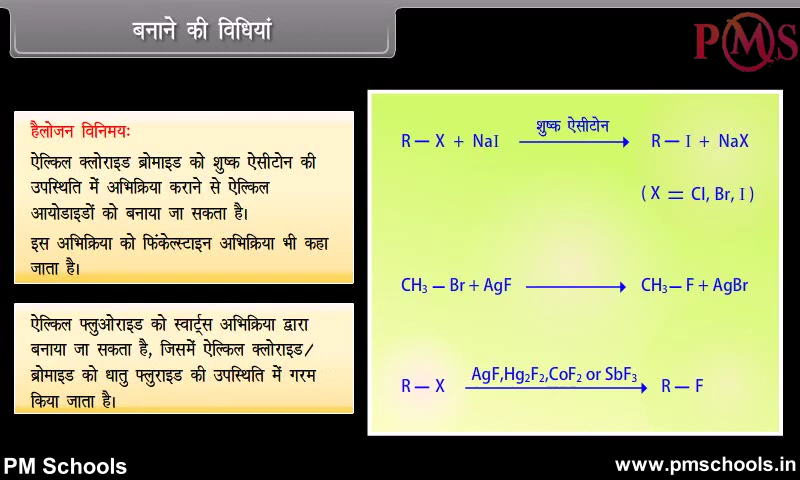 बनाने की विधियां
PMS
हैलोजन विनिमयः
ऐल्किल क्लोराइड ब्रोमाइड को शुष्क ऐसीटोन की
उपस्थिति में अभिक्रिया कराने से ऐल्किल
आयोडाइडों को बनाया जा सकता है।
इस अभिक्रिया को फिंकेल्स्टाइन अभिक्रिया भी कहा
जाता है।
ऐल्किल फ्लुओराइड को स्वार्ट्स अभिक्रिया द्वारा
बनाया जा सकता है, जिसमें ऐल्किल क्लोराइड/
ब्रोमाइड को धातु फ्लुराइड की उपस्थिति में गरम
किया जाता है।
शुष्क ऐसीटोन
R – X + NaI ⟶ R – I + NaX
( X = Cl, Br, I )
CH₃ – Br + AgF ⟶ CH₃ – F + AgBr
AgF,Hg₂F₂,CoF₂ or SbF₃
R – X ⟶ R – F
PM Schools
www.pmschools.in